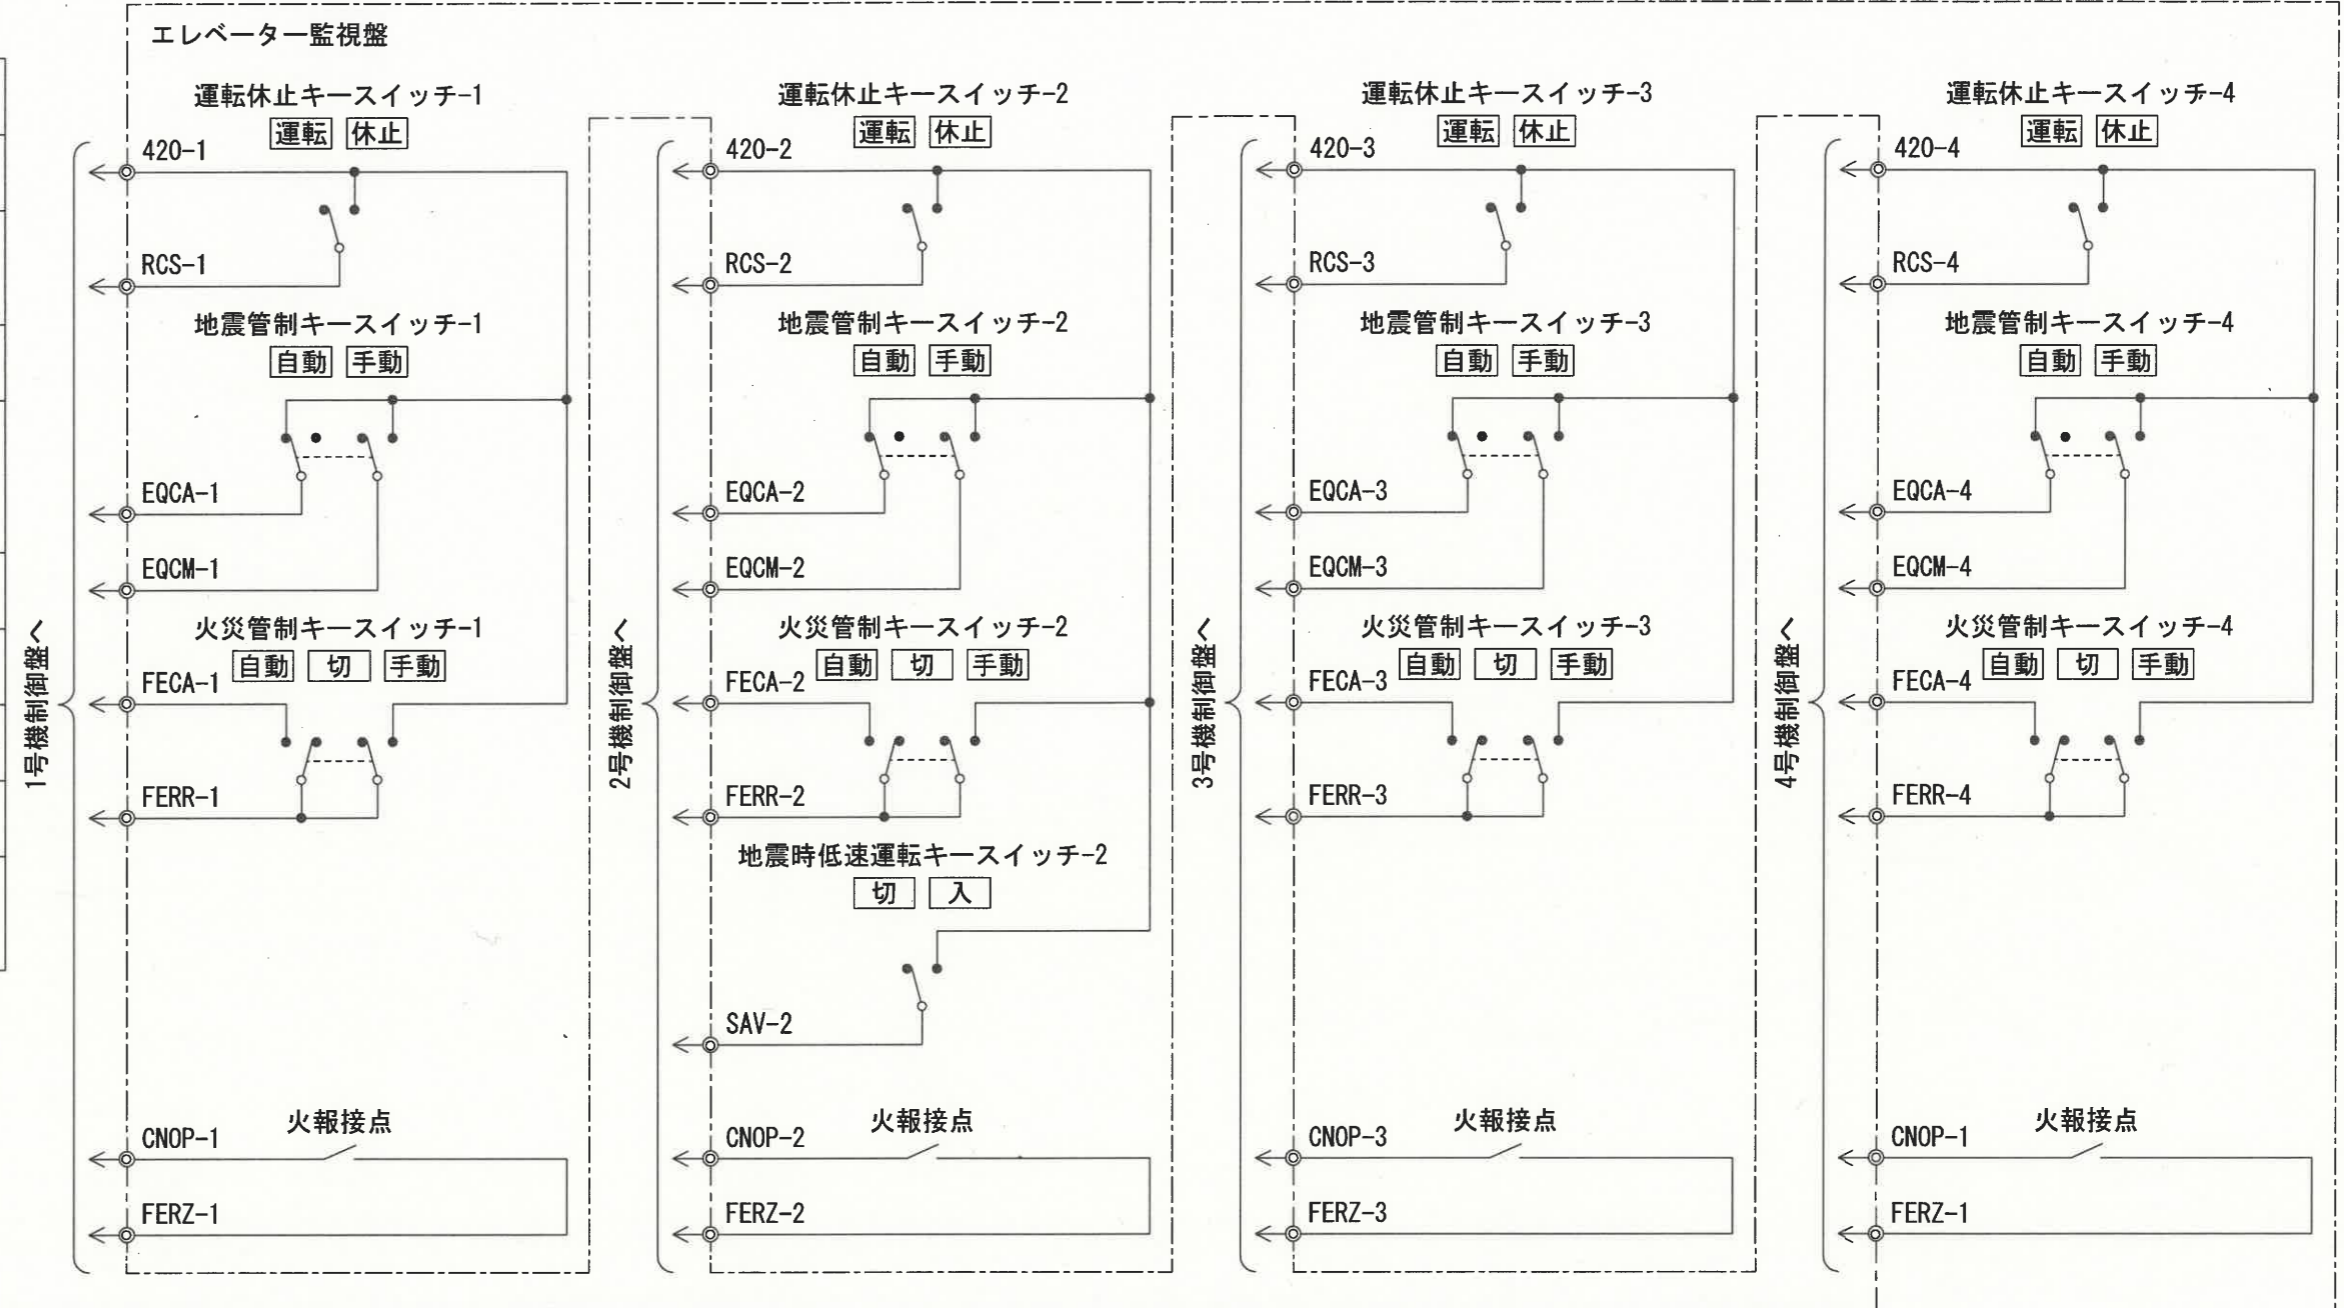 エレベーター監視盤
1号機制御盤へ
運転休止キースイッチ-1
運転 休止
420-1
RCS-1
地震管制キースイッチ-1
自動 手動
EQCA-1
EQCM-1
火災管制キースイッチ-1
自動 切 手動
FECA-1
FERR-1
火報接点
CNOP-1
FERZ-1
2号機制御盤へ
運転休止キースイッチ-2
運転 休止
420-2
RCS-2
地震管制キースイッチ-2
自動 手動
EQCA-2
EQCM-2
火災管制キースイッチ-2
自動 切 手動
FECA-2
FERR-2
地震時低速運転キースイッチ-2
切 入
SAV-2
火報接点
CNOP-2
FERZ-2
3号機制御盤へ
運転休止キースイッチ-3
運転 休止
420-3
RCS-3
地震管制キースイッチ-3
自動 手動
EQCA-3
EQCM-3
火災管制キースイッチ-3
自動 切 手動
FECA-3
FERR-3
火報接点
CNOP-3
FERZ-3
4号機制御盤へ
運転休止キースイッチ-4
運転 休止
420-4
RCS-4
地震管制キースイッチ-4
自動 手動
EQCA-4
EQCM-4
火災管制キースイッチ-4
自動 切 手動
FECA-4
FERR-4
火報接点
CNOP-1
FERZ-1